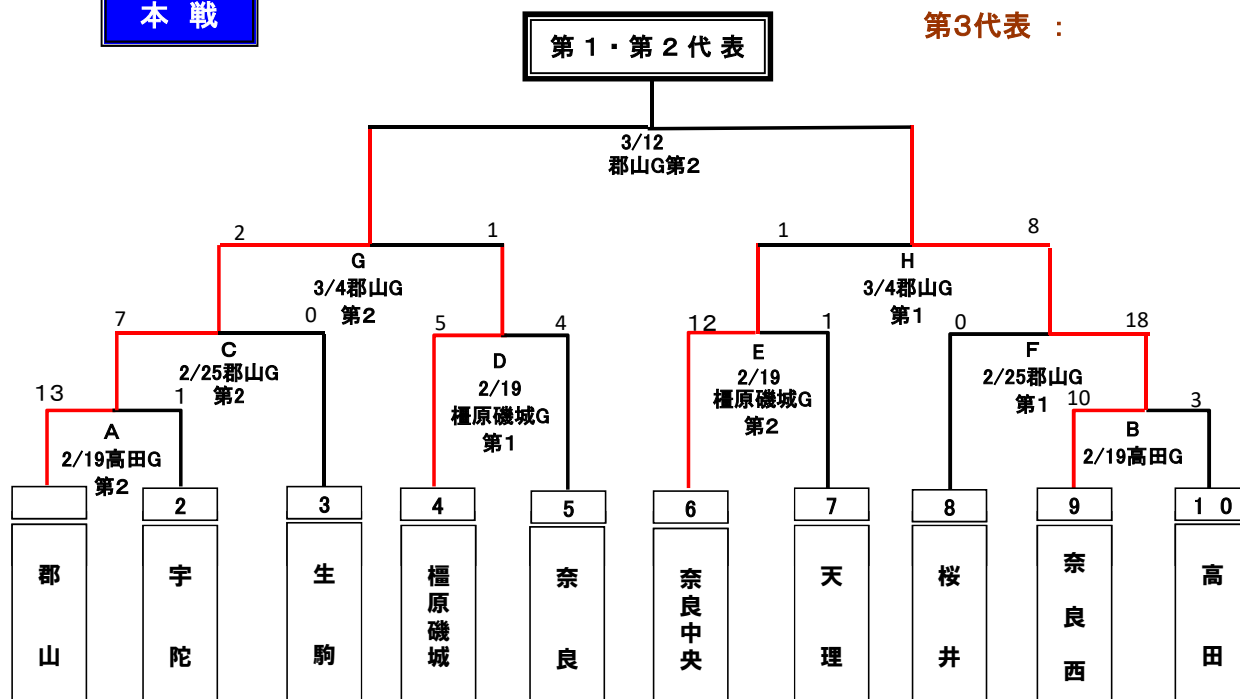 本 戦
第 1 ・ 第 2 代 表
第3代表 :
3/12
郡山G第2
2
1
1
8
G
3/4郡山G
第2
H
3/4郡山G
第1
7
0
5
4
12
1
0
18
C
2/25郡山G
第2
D
2/19
橿原磯城G
第1
E
2/19
橿原磯城G
第2
F
2/25郡山G
第1
13
1
10
3
A
2/19高田G
第2
B
2/19高田G
2
3
4
5
6
7
8
9
1 0
郡山
宇陀
生駒
橿原磯城
奈良
奈良中央
天理
桜井
奈良西
高田